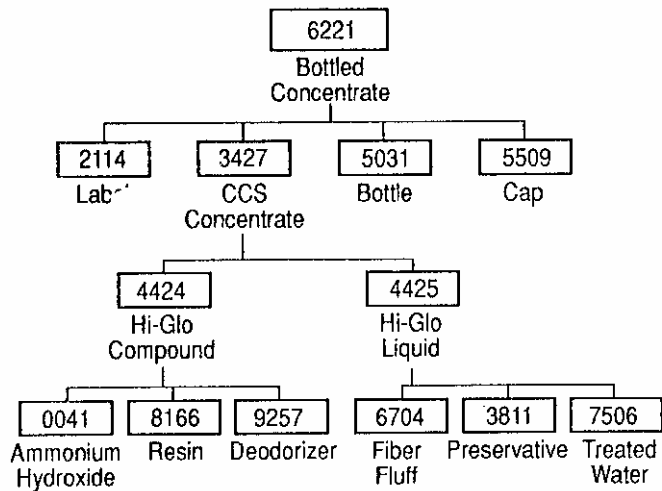 6221
Bottled
Concentrate
2114 3427 5031 5509
CCS Bottle Cap
Concentrate
4424 4425
Hi-Glo Hi-Glo
Compound Liquid
0041 8166 9257 6704 3811 7506
Ammonium Resin Deodorizer Fiber Preservative Treated
Hydroxide Fluff Water